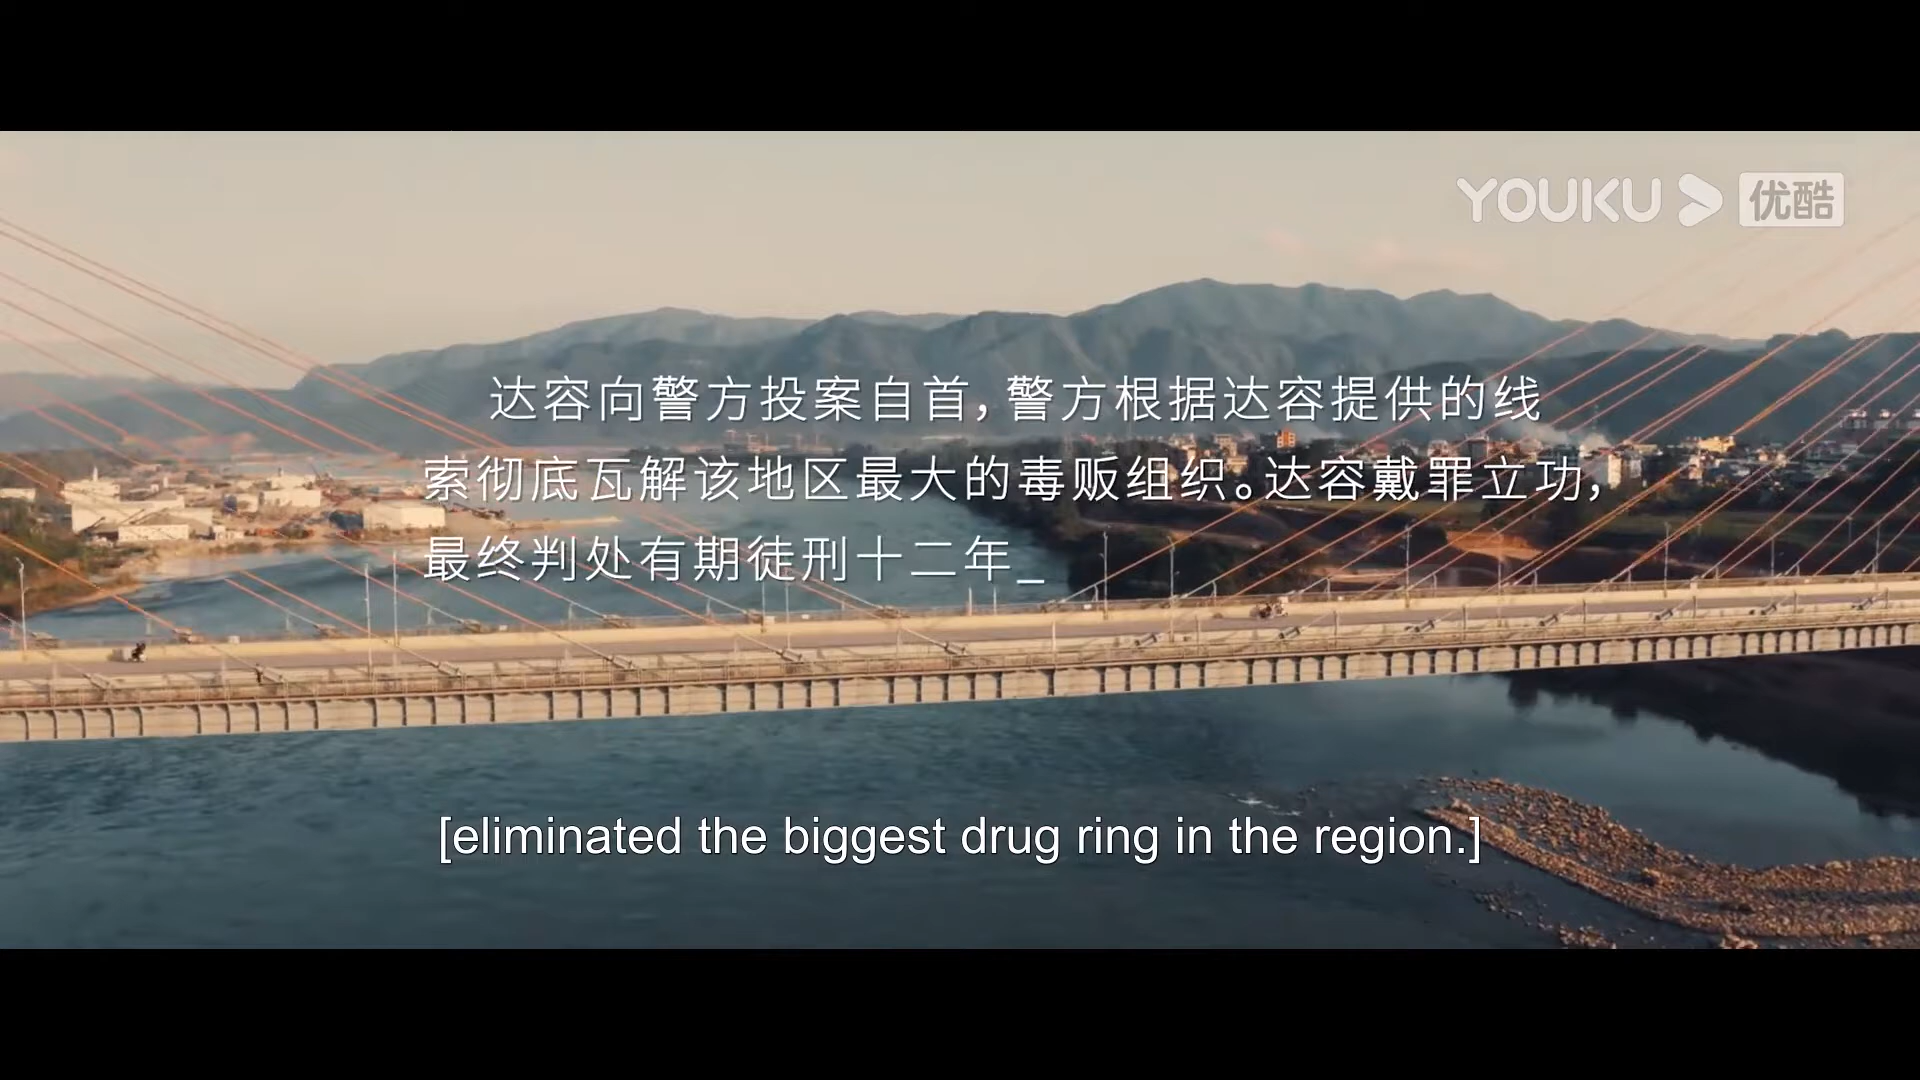 YOUKU 优酷
达容向警方投案自首，警方根据达容提供的线
索彻底瓦解该地区最大的毒贩组织。达容戴罪立功，
最终判处有期徒刑十二年_
[eliminated the biggest drug ring in the region.]